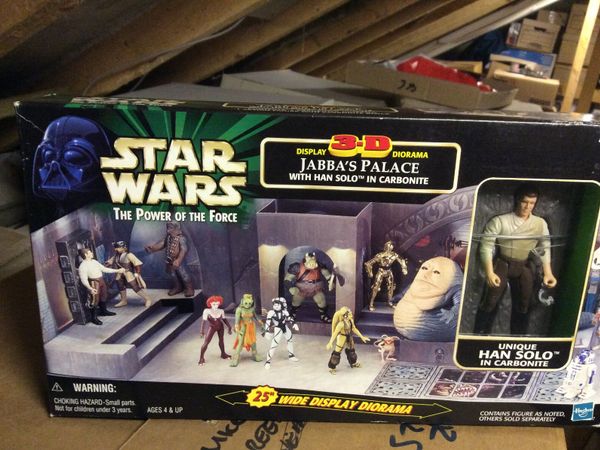 STAR
WARS
THE POWER OF THE FORCE
DISPLAY 3-D DIORAMA
JABBA'S PALACE
WITH HAN SOLO™ IN CARBONITE
UNIQUE
HAN SOLO™
IN CARBONITE
WARNING:
CHOKING HAZARD-Small parts.
Not for children under 3 years.
AGES 4 & UP
25" WIDE DISPLAY DIORAMA
CONTAINS FIGURE AS NOTED,
OTHERS SOLD SEPARATELY
Hasbro